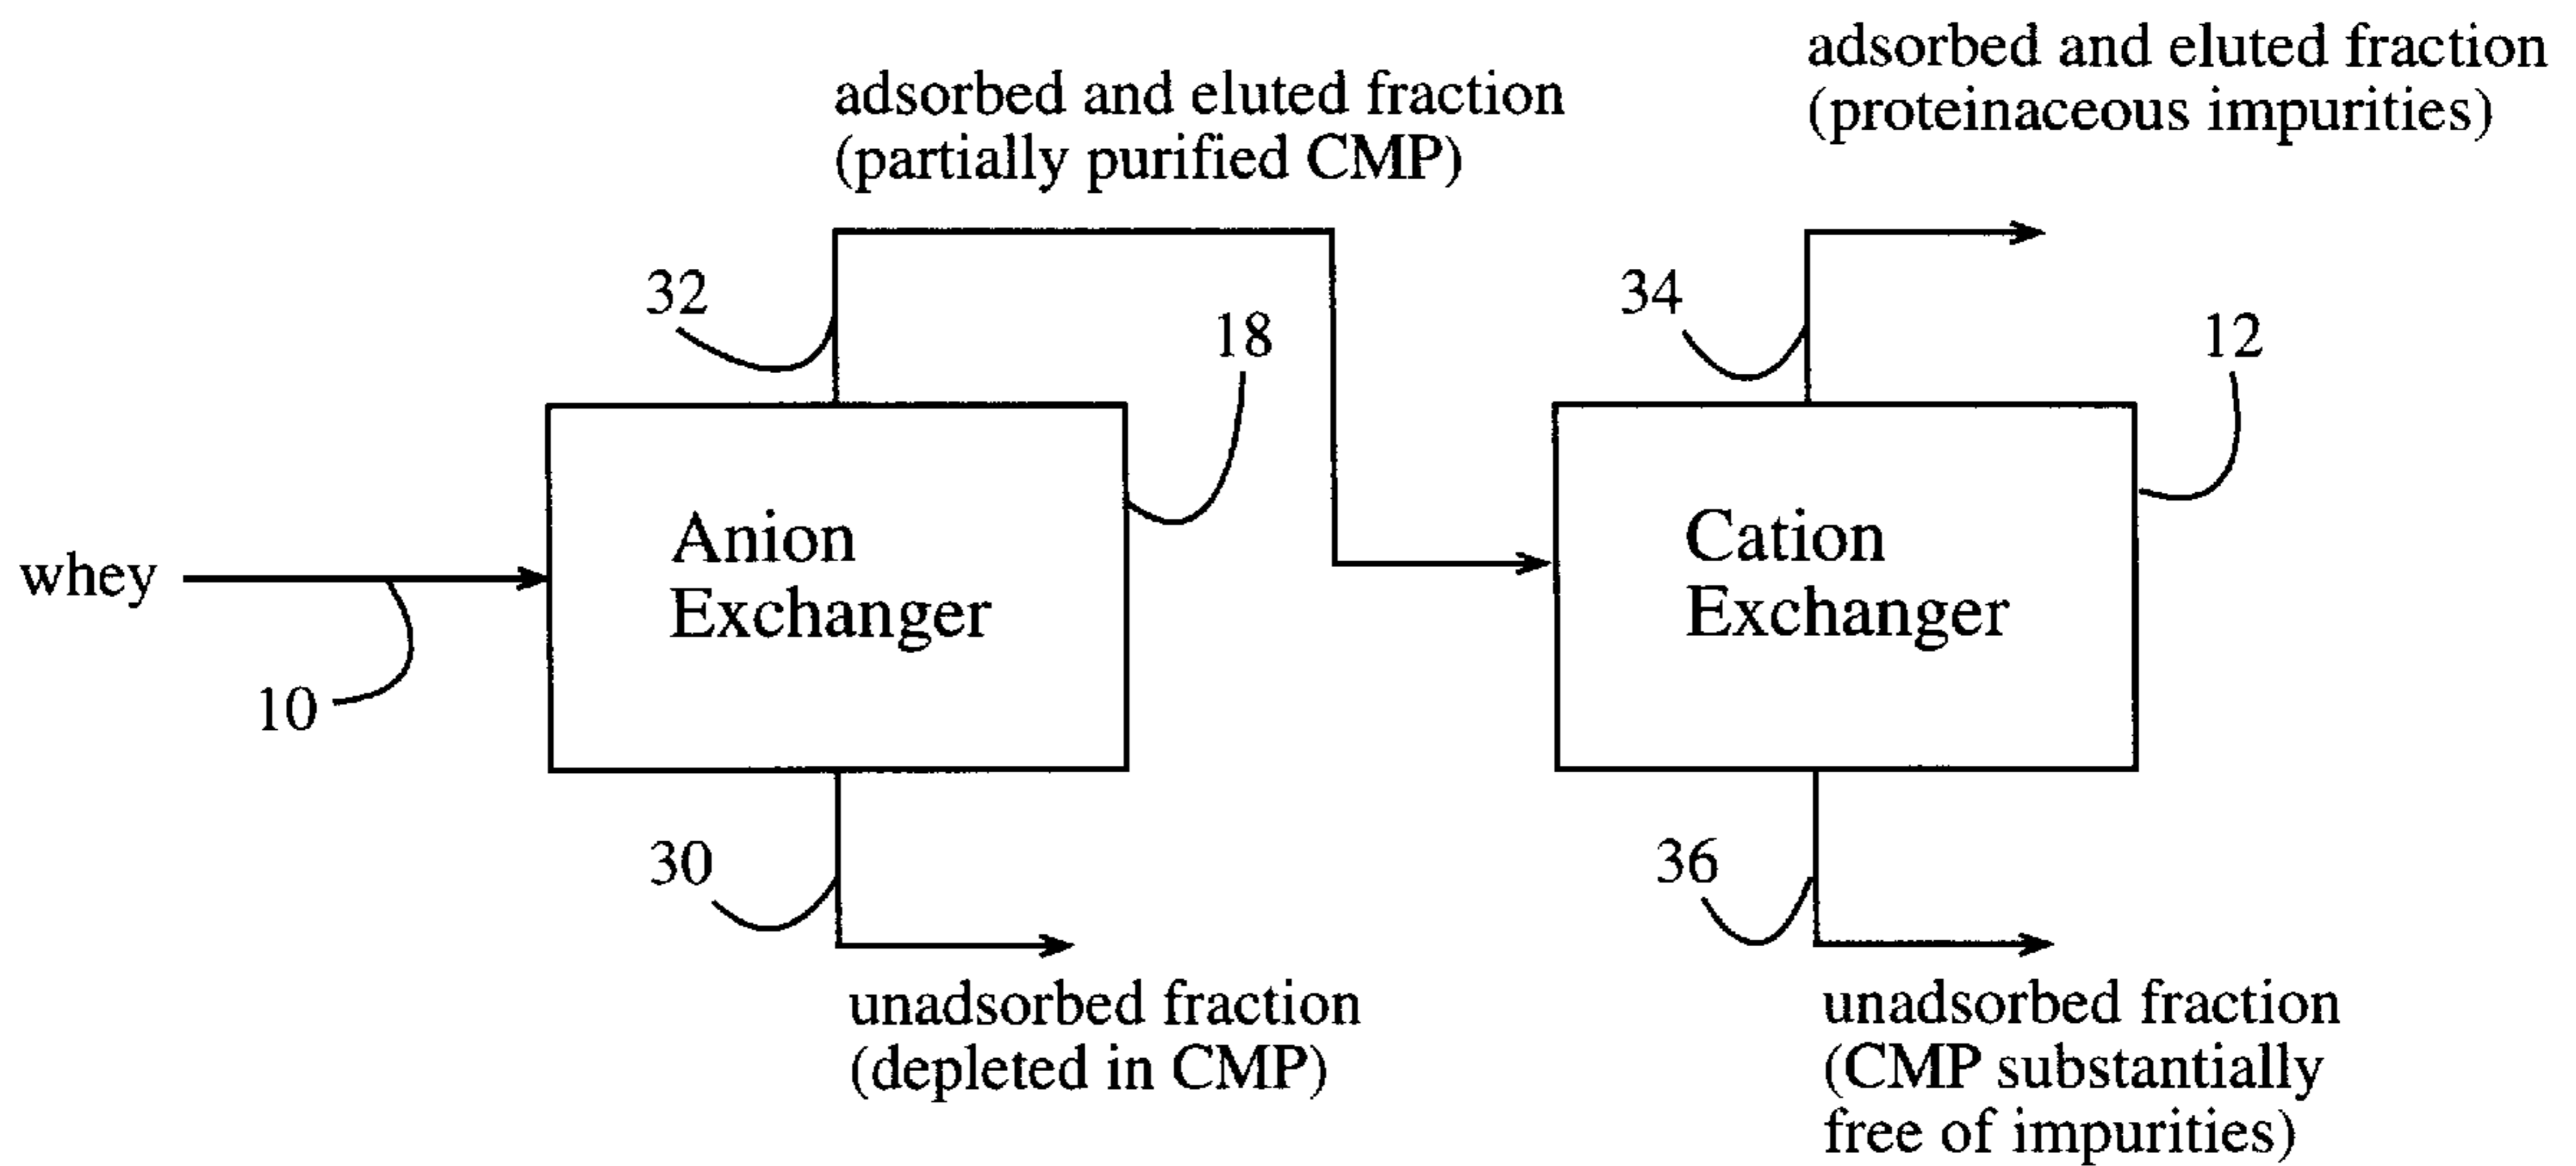 adsorbed and eluted fraction
(proteinaceous impurities)
adsorbed and eluted fraction
(partially purified CMP)
32
34
18
12
Anion
Exchanger
Cation
Exchanger
whey
10
30
36
unadsorbed fraction
(depleted in CMP)
unadsorbed fraction
(CMP substantially
free of impurities)